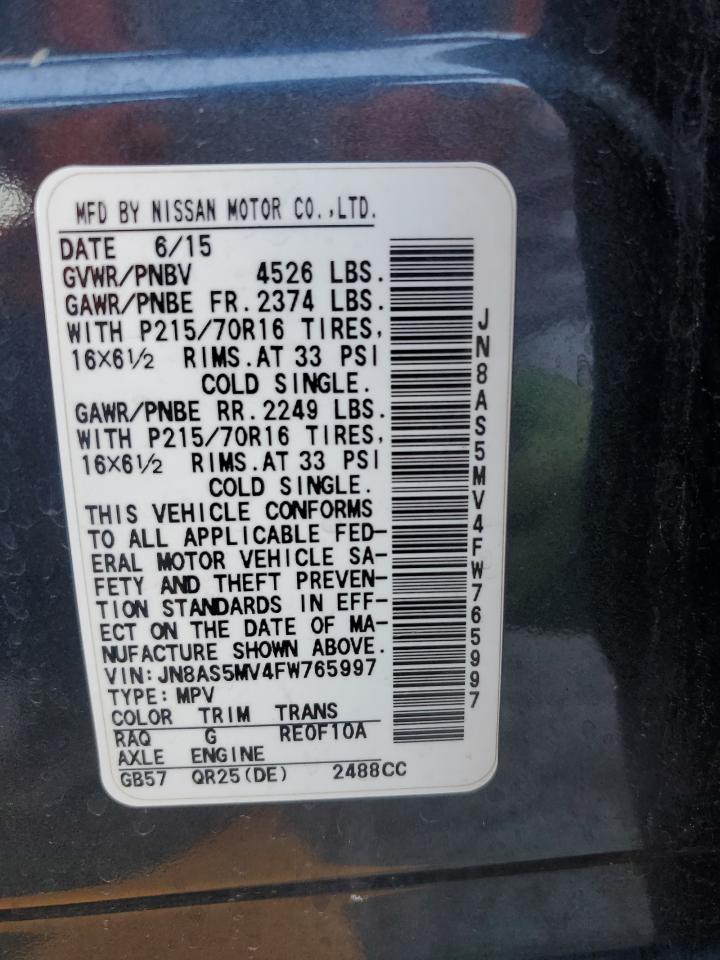 MFD BY NISSAN MOTOR CO.,LTD.
DATE 6/15
GVWR/PNBV 4526 LBS.
GAWR/PNBE FR.2374 LBS.
WITH P215/70R16 TIRES,
16×6½ RIMS.AT 33 PSI
COLD SINGLE.
GAWR/PNBE RR.2249 LBS.
WITH P215/70R16 TIRES,
16×6½ RIMS.AT 33 PSI
COLD SINGLE.
THIS VEHICLE CONFORMS
TO ALL APPLICABLE FED-
ERAL MOTOR VEHICLE SA-
FETY AND THEFT PREVEN-
TION STANDARDS IN EFF-
ECT ON THE DATE OF MA-
NUFACTURE SHOWN ABOVE.
VIN:JN8AS5MV4FW765997
TYPE:MPV
COLOR TRIM TRANS
RAQ G RE0F10A
AXLE ENGINE
GB57 QR25(DE) 2488CC
JN8AS5MV4FW765997